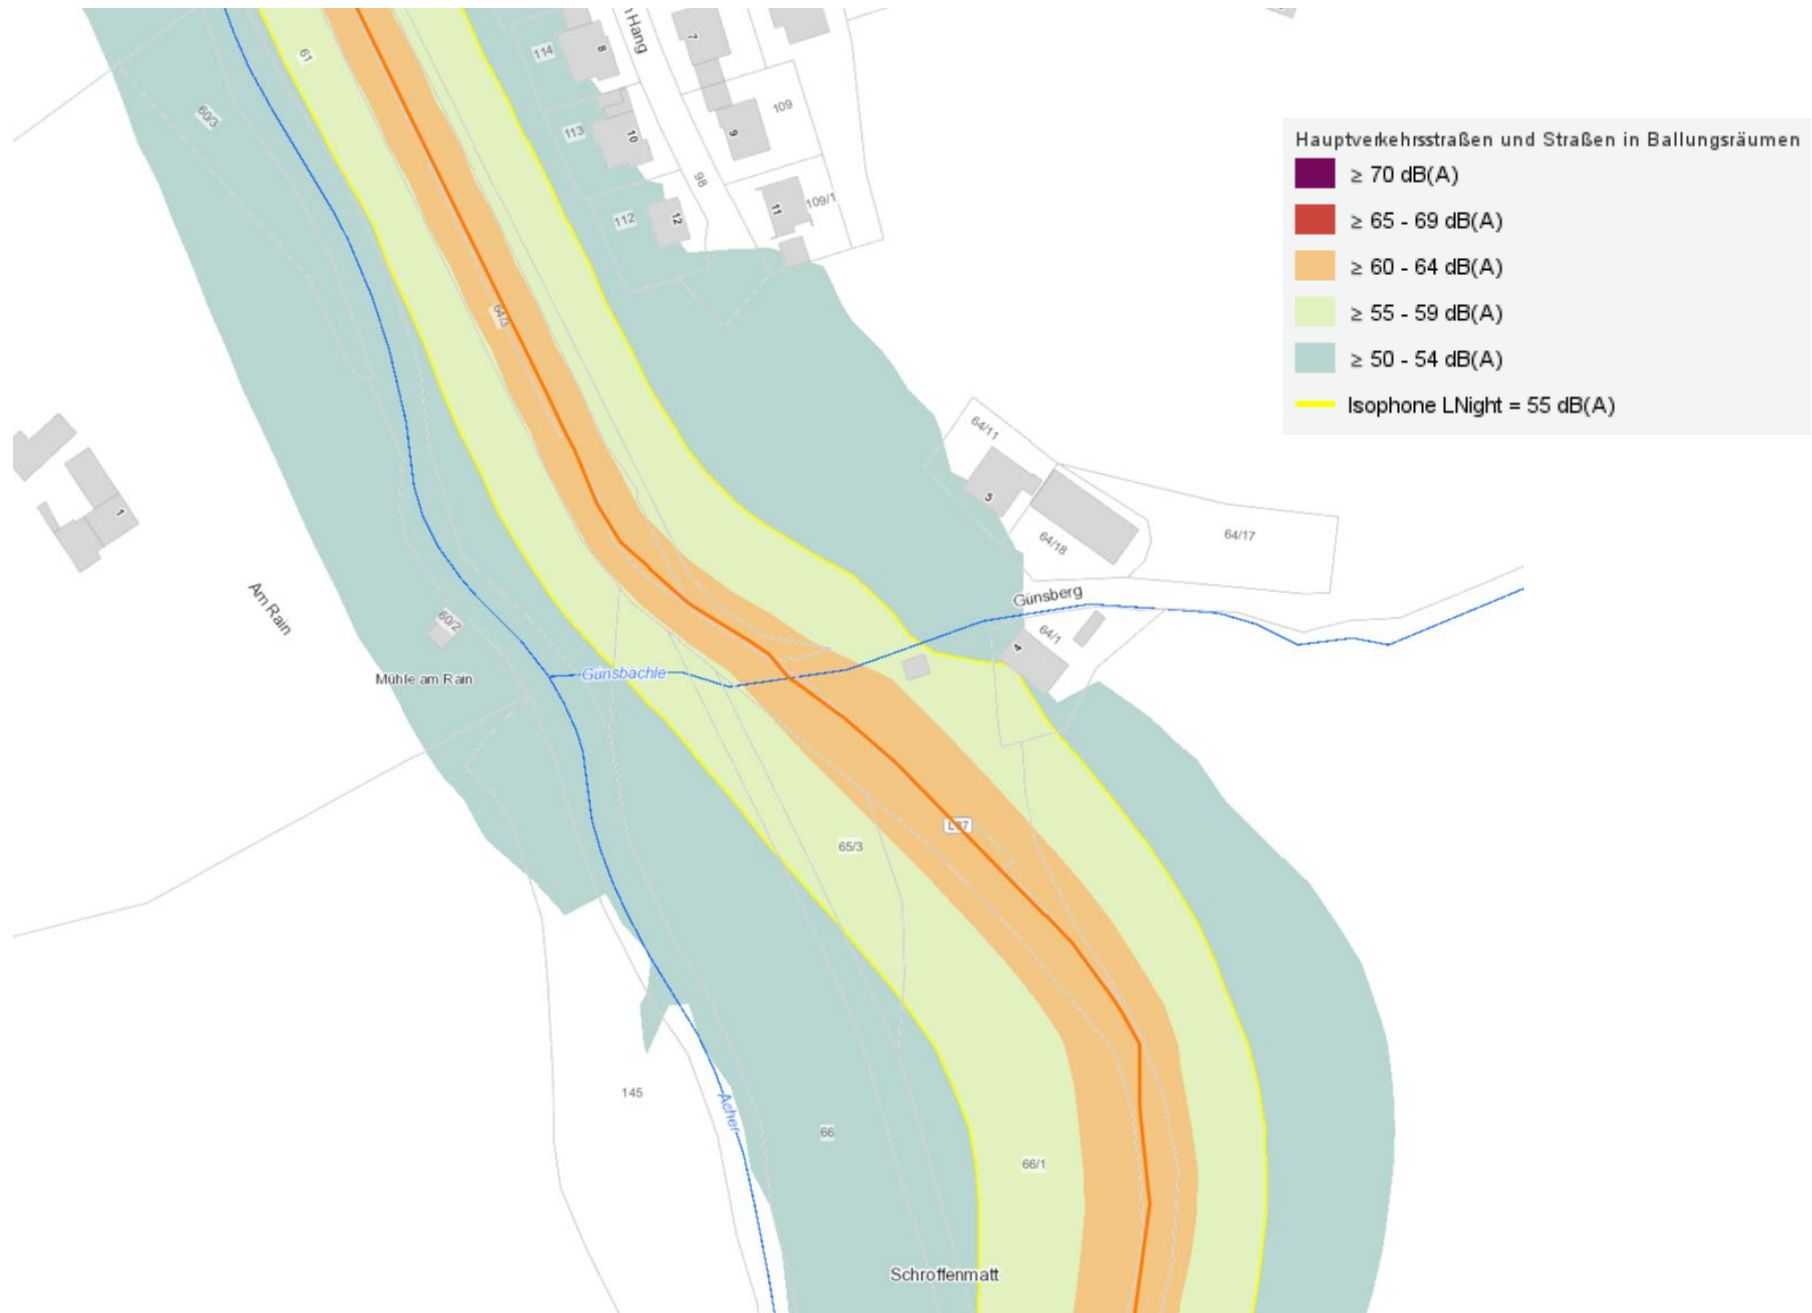 Hang
7
61
114
8
109
60/3
113
10
9
98
112
12
11
109/1
64/3
Hauptverkehrsstraßen und Straßen in Ballungsräumen
≥ 70 dB(A)
≥ 65 - 69 dB(A)
≥ 60 - 64 dB(A)
≥ 55 - 59 dB(A)
≥ 50 - 54 dB(A)
Isophone LNight = 55 dB(A)
64/11
5
1
64/18
64/17
Am Rain
Günsberg
60/2
64/1
4
Mühle am Rain
Günsbächle
65/3
145
Acher
66
66/1
Schroffenmatt